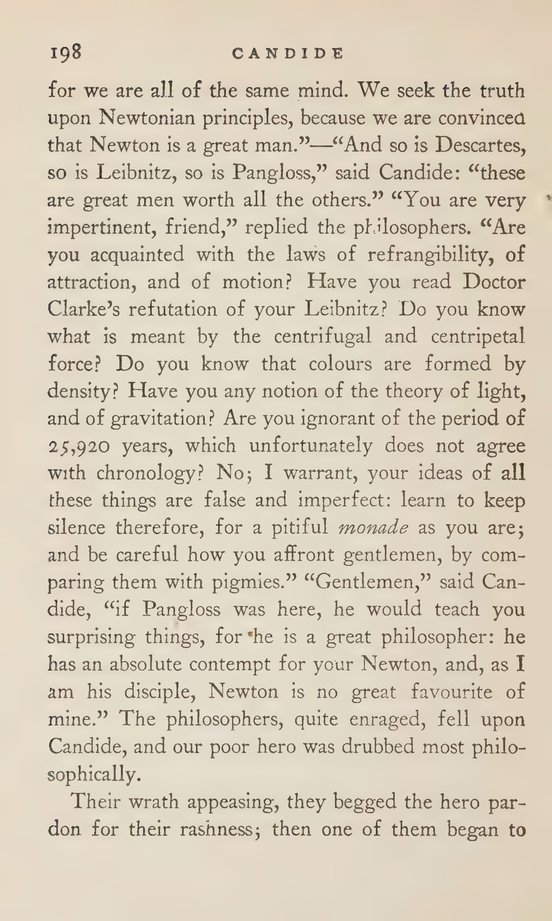 198 CANDIDE
for we are all of the same mind. We seek the truth
upon Newtonian principles, because we are convinced
that Newton is a great man.”—“And so is Descartes,
so is Leibnitz, so is Pangloss,” said Candide: “these
are great men worth all the others.” “You are very
impertinent, friend,” replied the philosophers. “Are
you acquainted with the laws of refrangibility, of
attraction, and of motion? Have you read Doctor
Clarke’s refutation of your Leibnitz? Do you know
what is meant by the centrifugal and centripetal
force? Do you know that colours are formed by
density? Have you any notion of the theory of light,
and of gravitation? Are you ignorant of the period of
25,920 years, which unfortunately does not agree
with chronology? No; I warrant, your ideas of all
these things are false and imperfect: learn to keep
silence therefore, for a pitiful monade as you are;
and be careful how you affront gentlemen, by com-
paring them with pigmies.” “Gentlemen,” said Can-
dide, “if Pangloss was here, he would teach you
surprising things, for he is a great philosopher: he
has an absolute contempt for your Newton, and, as I
am his disciple, Newton is no great favourite of
mine.” The philosophers, quite enraged, fell upon
Candide, and our poor hero was drubbed most philo-
sophically.
Their wrath appeasing, they begged the hero par-
don for their rashness; then one of them began to